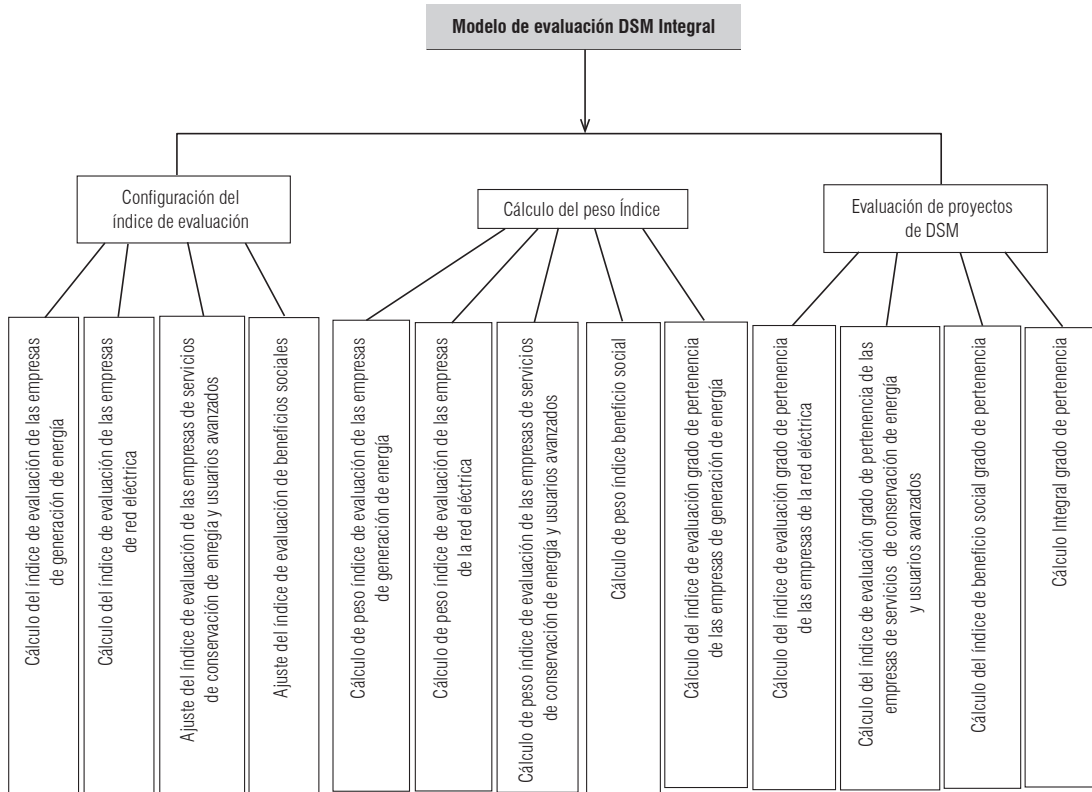 Modelo de evaluación DSM Integral
Configuración del
índice de evaluación
Cálculo del peso Índice
Evaluación de proyectos
de DSM
Cálculo del índice de evaluación de las empresas
de generación de energía
Cálculo del índice de evaluación de las empresas
de red eléctrica
Ajuste del índice de evaluación de las empresas de servicios
de conservación de enregía y usuarios avanzados
Ajuste del índice de evaluación de beneficios sociales
Cálculo de peso índice de evaluación de las empresas
de generación de energía
Cálculo de peso índice de evaluación de las empresas
de la red eléctrica
Cálculo de peso índice de evaluación de las empresas de servicios
de conservación de energía y usuarios avanzados
Cálculo de peso índice beneficio social
Cálculo del índice de evaluación grado de pertenencia
de las empresas de generación de energía
Cálculo del índice de evaluación grado de pertenencia
de las empresas de la red eléctrica
Cálculo del índice de evaluación grado de pertenencia de las
empresas de servicios de conservación de energía
y usuarios avanzados
Cálculo del índice de beneficio social grado de pertenencia
Cálculo Integral grado de pertenencia